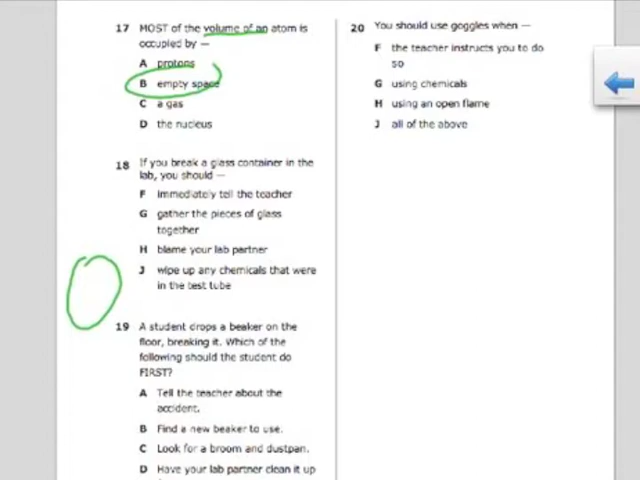 17 MOST of the volume of an atom is
occupied by —
A protons
B empty space
C a gas
D the nucleus
18 If you break a glass container in the
lab, you should —
F immediately tell the teacher
G gather the pieces of glass
together
H blame your lab partner
J wipe up any chemicals that were
in the test tube
19 A student drops a beaker on the
floor, breaking it. Which of the
following should the student do
FIRST?
A Tell the teacher about the
accident.
B Find a new beaker to use.
C Look for a broom and dustpan.
D Have your lab partner clean it up
20 You should use goggles when —
F the teacher instructs you to do
so
G using chemicals
H using an open flame
J all of the above